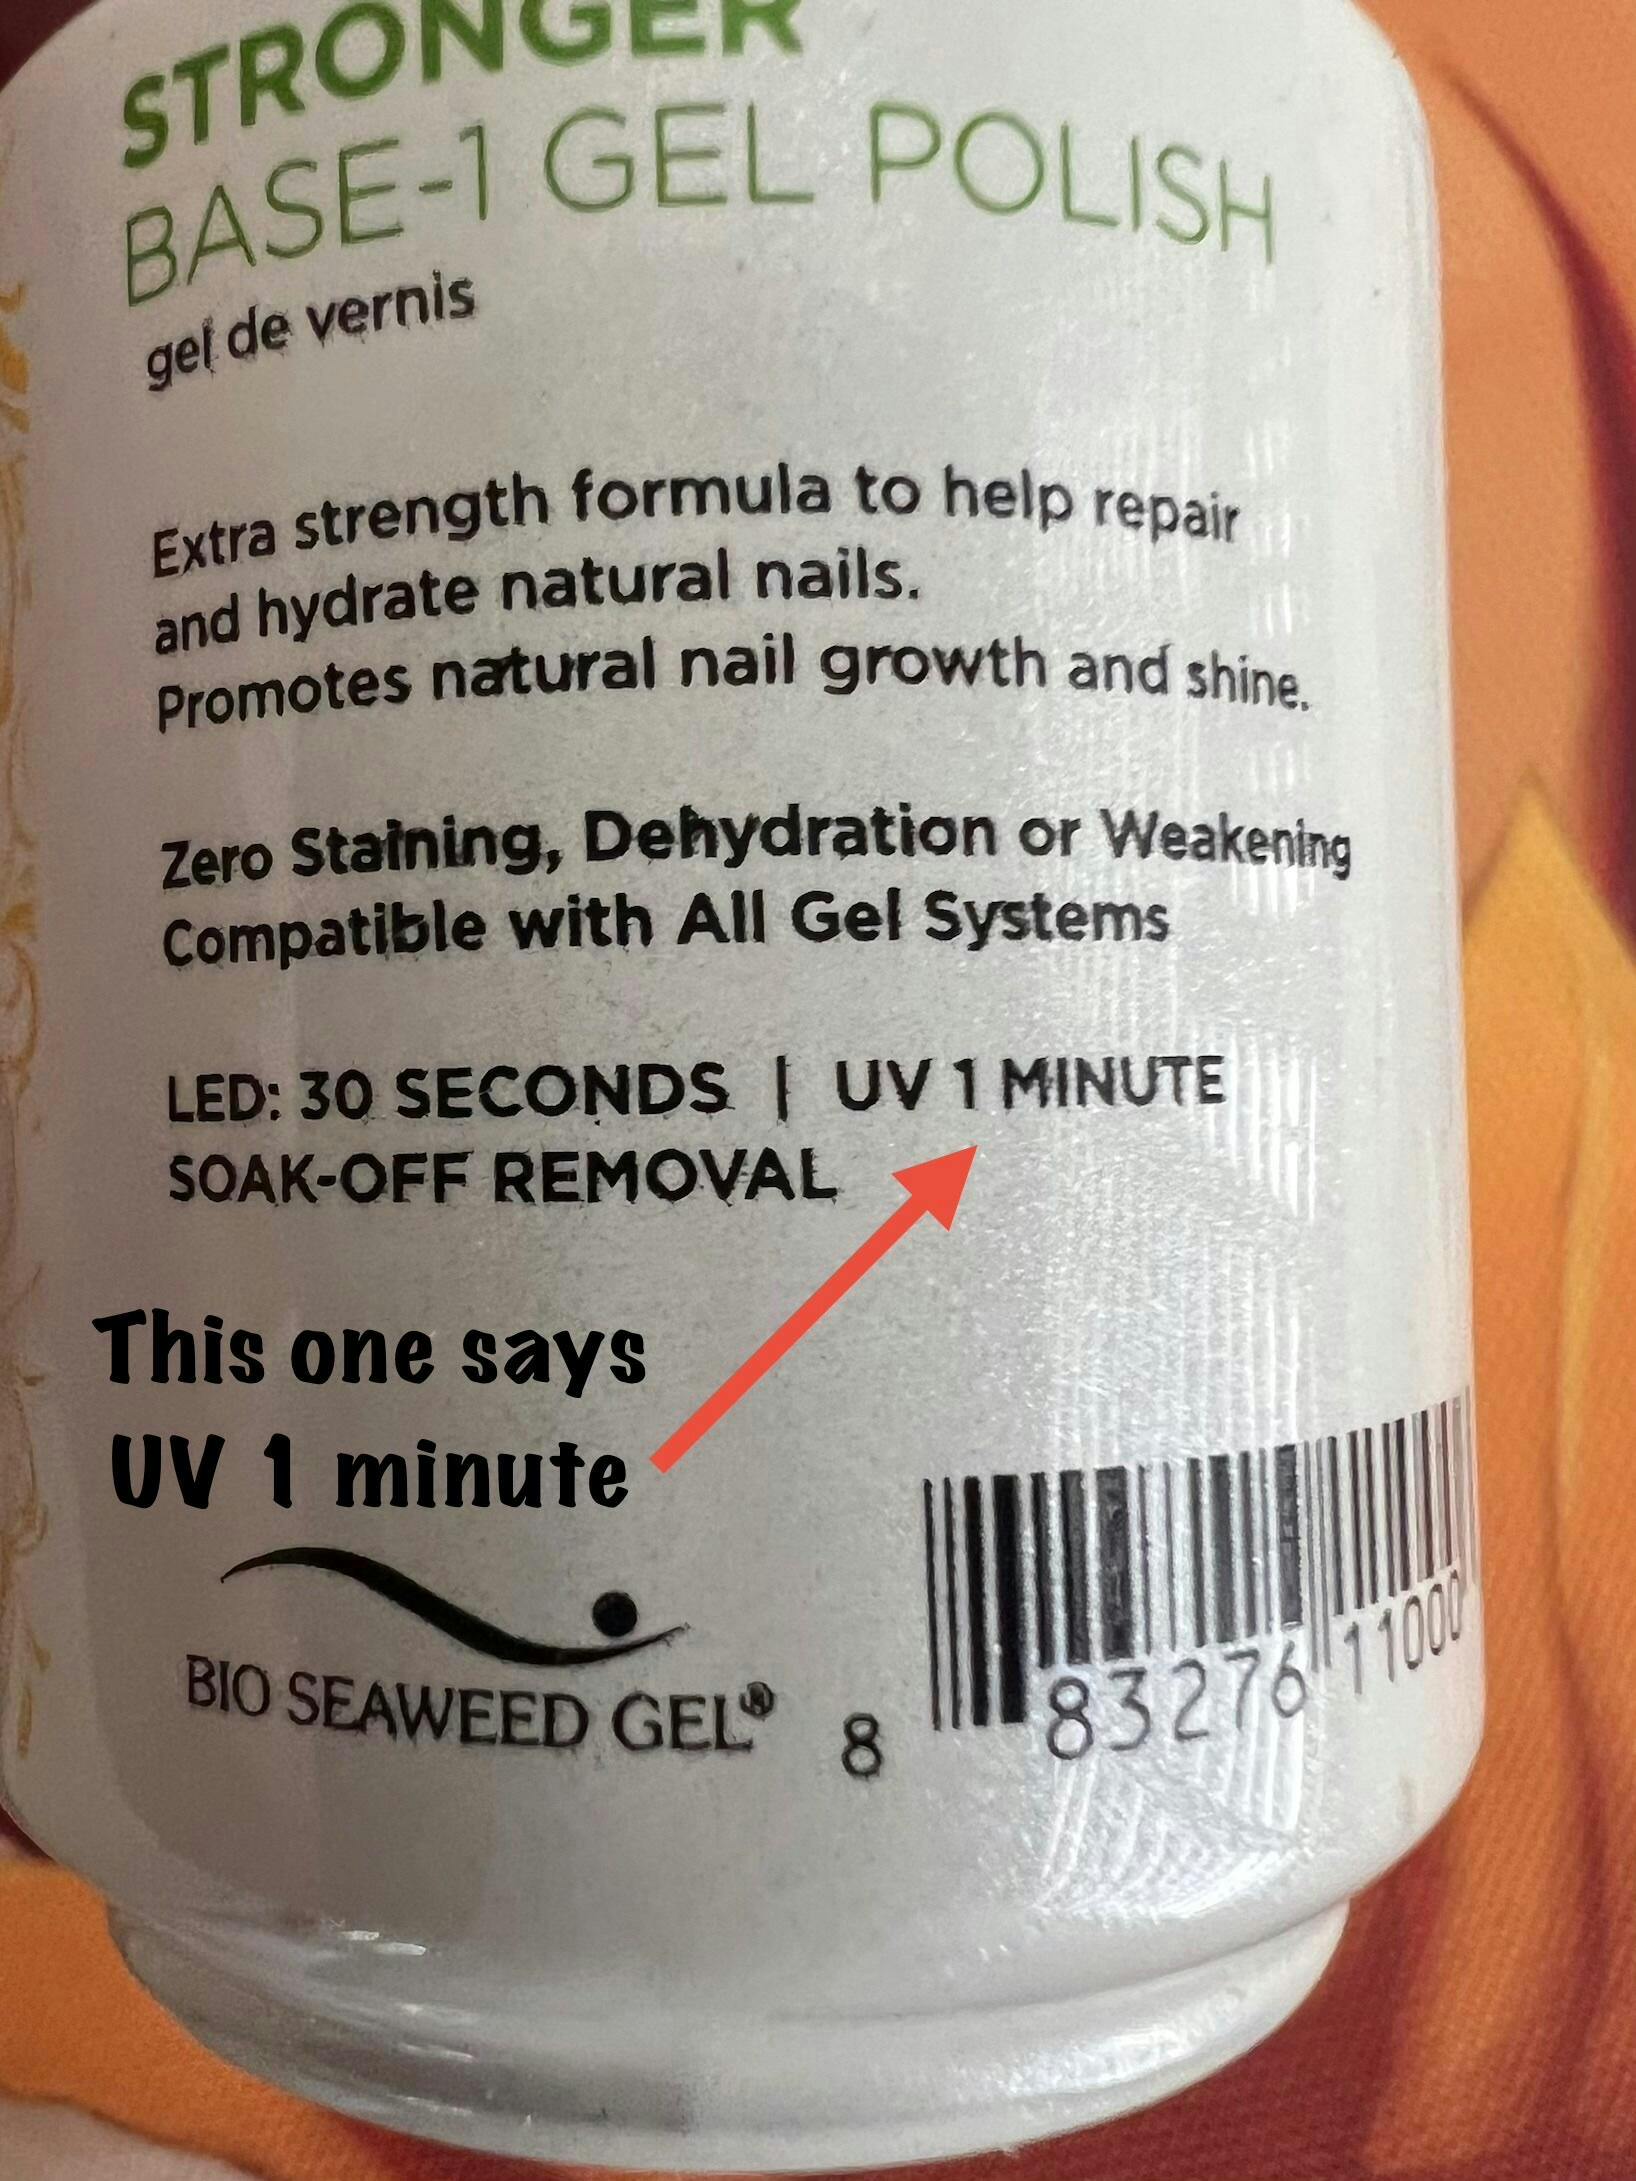 STRONGER
BASE-1 GEL POLISH
gel de vernis
Extra strength formula to help repair
and hydrate natural nails.
Promotes natural nail growth and shine.
Zero Staining, Dehydration or Weakening
Compatible with All Gel Systems
LED: 30 SECONDS | UV 1 MINUTE
SOAK-OFF REMOVAL
This one says
UV 1 minute
BIO SEAWEED GEL®
8 83276 11000